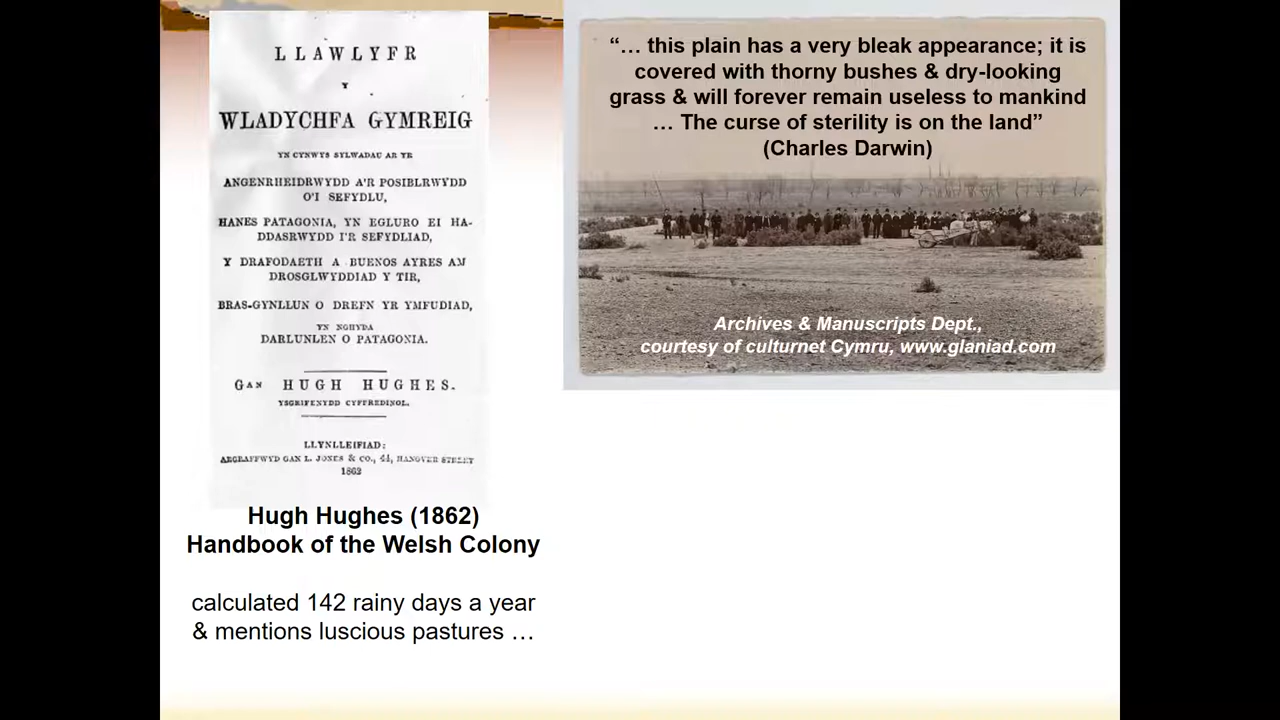 LLAWLYFR
Y
WLADYCHFA GYMREIG
YN CYNWYS SYLWADAU AR YR
ANGENRHEIDRWYDD A'R POSIBLRWYDD
O'I SEFYDLU,
HANES PATAGONIA, YN EGLURO EI HA-
DDASRWYDD I'R SEFYDLIAD,
Y DRAFODAETH A BUENOS AYRES AM
DROSGLWYDDIAD Y TIR,
BRAS-GYNLLUN O DREFN YR YMFUDIAD,
YN NGHYDA
DARLUNLEN O PATAGONIA.
GAN HUGH HUGHES.
YSGRIFENYDD CYFFREDINOL.
LLYNLLEIFIAD:
ARGRAFFWYD GAN L. JONES & CO., 44, HANOVER STREET
1862
Hugh Hughes (1862)
Handbook of the Welsh Colony
calculated 142 rainy days a year
& mentions luscious pastures …
“… this plain has a very bleak appearance; it is
covered with thorny bushes & dry-looking
grass & will forever remain useless to mankind
… The curse of sterility is on the land”
(Charles Darwin)
Archives & Manuscripts Dept.,
courtesy of culturnet Cymru, www.glaniad.com